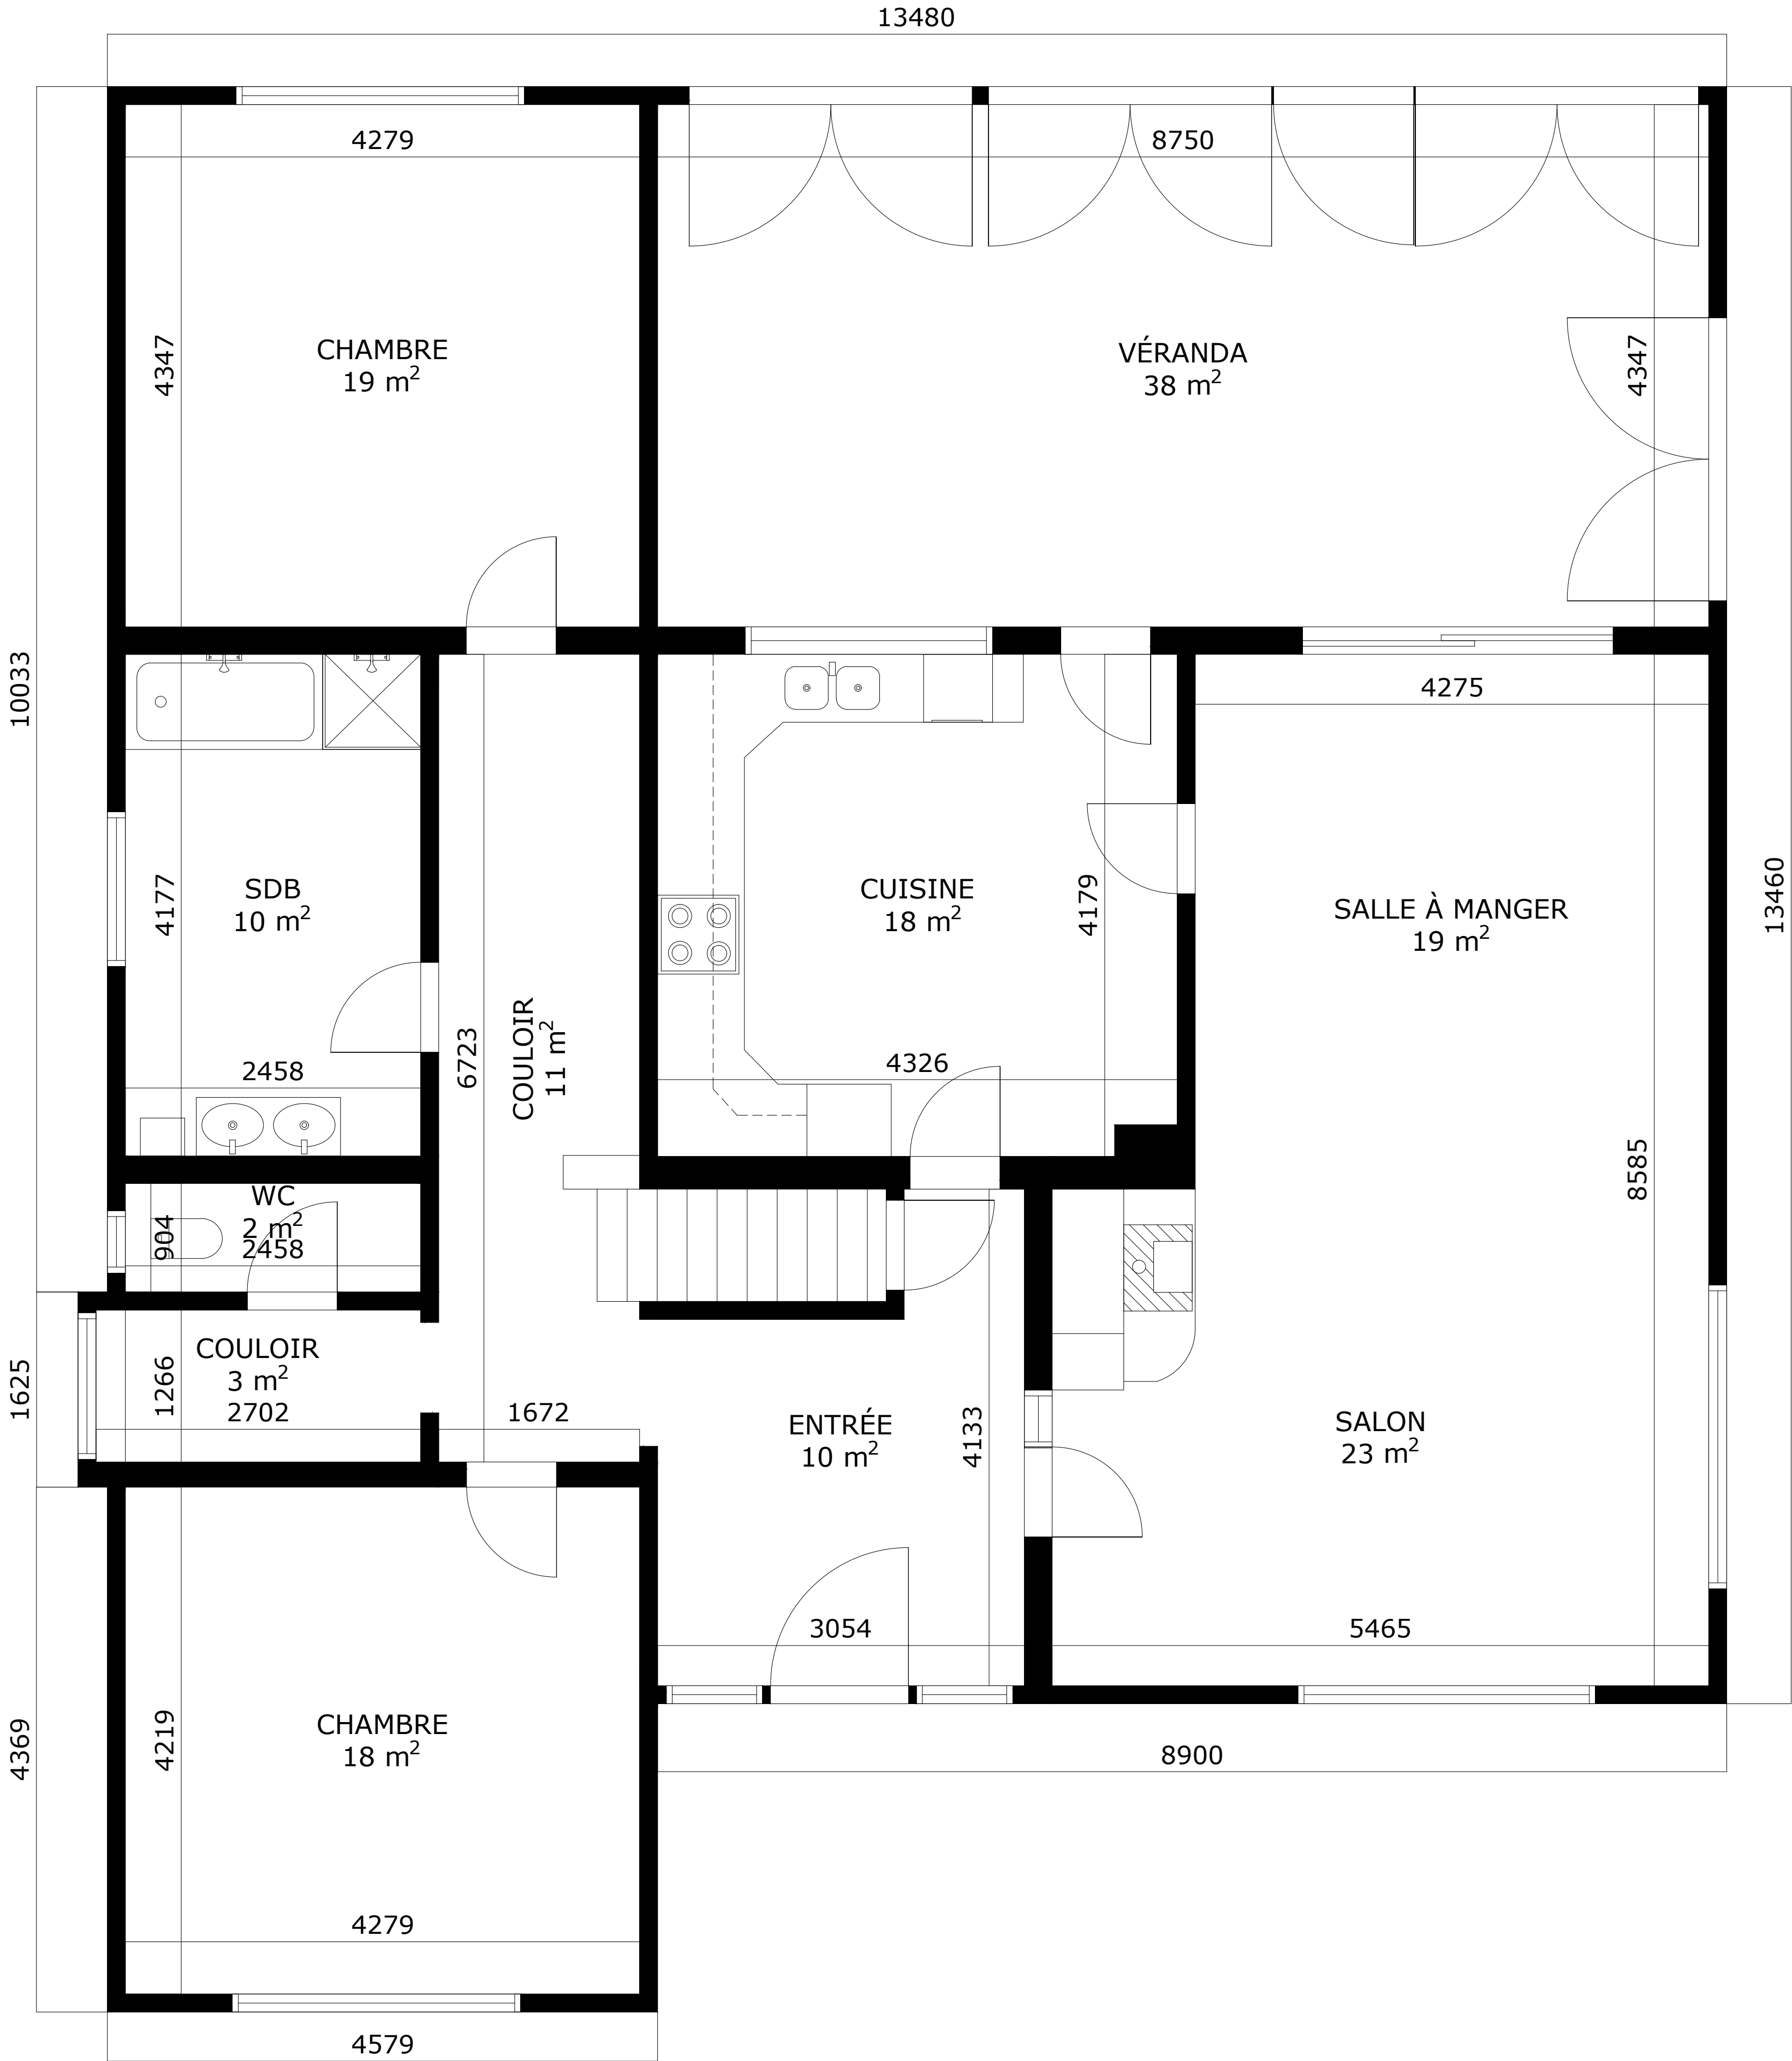 13480
4279
8750
4347
CHAMBRE
19 m²
VÉRANDA
38 m²
4347
10033
4275
4177
SDB
10 m²
CUISINE
18 m²
4179
SALLE À MANGER
19 m²
13460
6723
COULOIR
11 m²
2458
4326
8585
WC
2 m²
904
2458
1625
COULOIR
3 m²
1266
2702
1672
ENTRÉE
10 m²
4133
SALON
23 m²
3054
5465
4369
4219
CHAMBRE
18 m²
8900
4279
4579